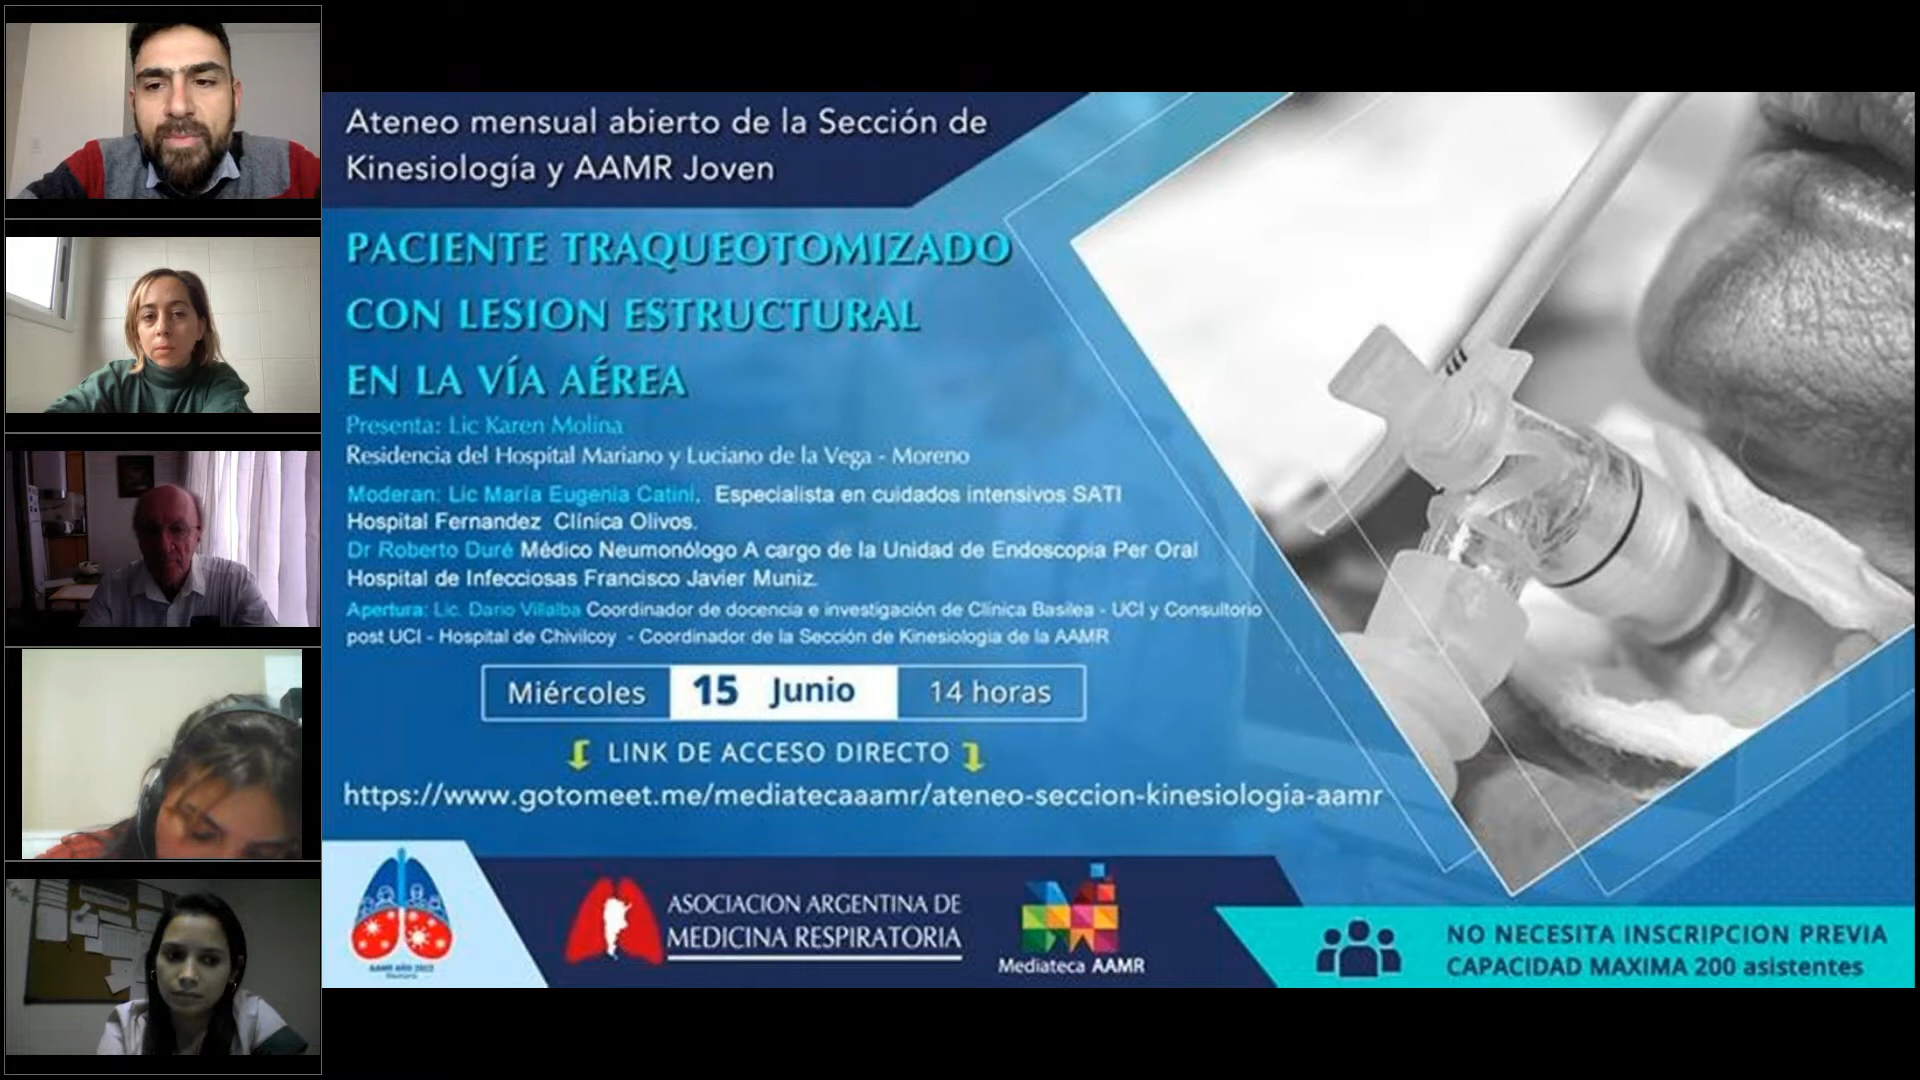 Ateneo mensual abierto de la Sección de
Kinesiología y AAMR Joven
PACIENTE TRAQUEOTOMIZADO
CON LESION ESTRUCTURAL
EN LA VÍA AÉREA
Presenta: Lic Karen Molina
Residencia del Hospital Mariano y Luciano de la Vega - Moreno
Moderan: Lic María Eugenia Catini. Especialista en cuidados intensivos SATI
Hospital Fernandez Clínica Olivos.
Dr Roberto Duré Médico Neumonólogo A cargo de la Unidad de Endoscopia Per Oral
Hospital de Infecciosas Francisco Javier Muniz.
Apertura: Lic. Dario Villalba Coordinador de docencia e investigación de Clínica Basilea - UCI y Consultorio
post UCI - Hospital de Chivilcoy - Coordinador de la Sección de Kinesiologia de la AAMR
Miércoles 15 Junio 14 horas
LINK DE ACCESO DIRECTO
https://www.gotomeet.me/mediatecaaamr/ateneo-seccion-kinesiologia-aamr
AAMR AÑO 2022
ASOCIACION ARGENTINA DE
MEDICINA RESPIRATORIA
Mediateca AAMR
NO NECESITA INSCRIPCION PREVIA
CAPACIDAD MAXIMA 200 asistentes